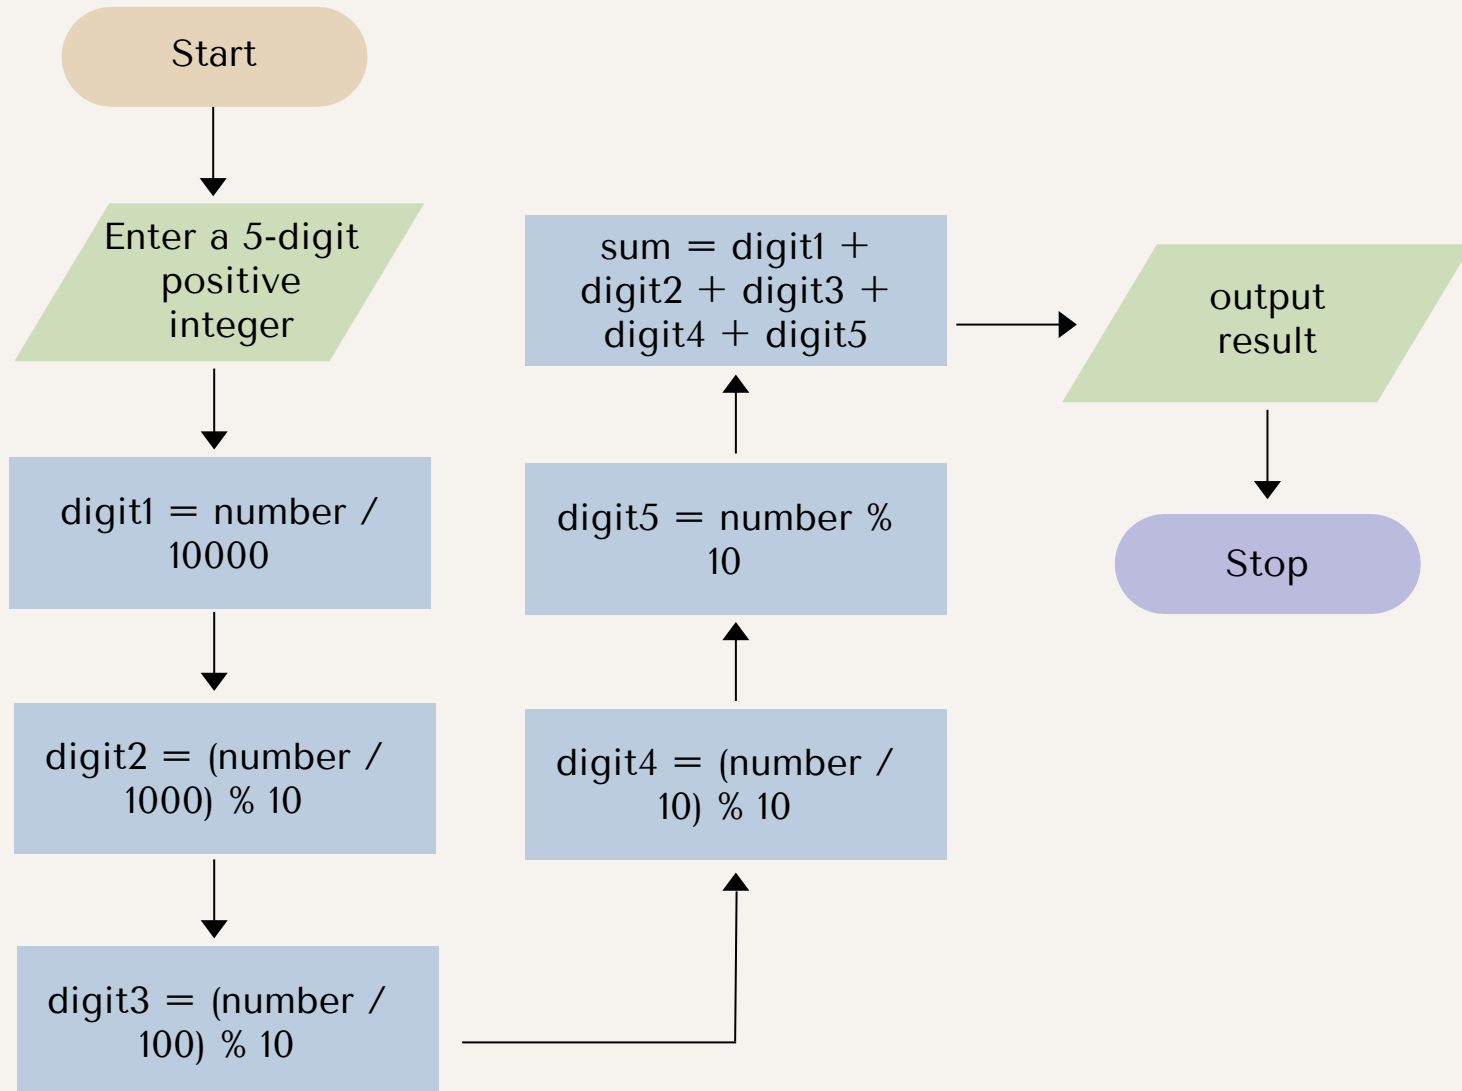 Start
Enter a 5-digit
positive
integer
digit1 = number /
10000
digit2 = (number /
1000) % 10
digit3 = (number /
100) % 10
digit4 = (number /
10) % 10
digit5 = number %
10
sum = digit1 +
digit2 + digit3 +
digit4 + digit5
output
result
Stop